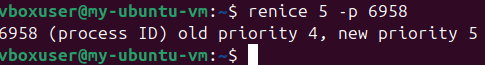 vboxuser@my-ubuntu-vm:~$ renice 5 -p 6958
6958 (process ID) old priority 4, new priority 5
vboxuser@my-ubuntu-vm:~$